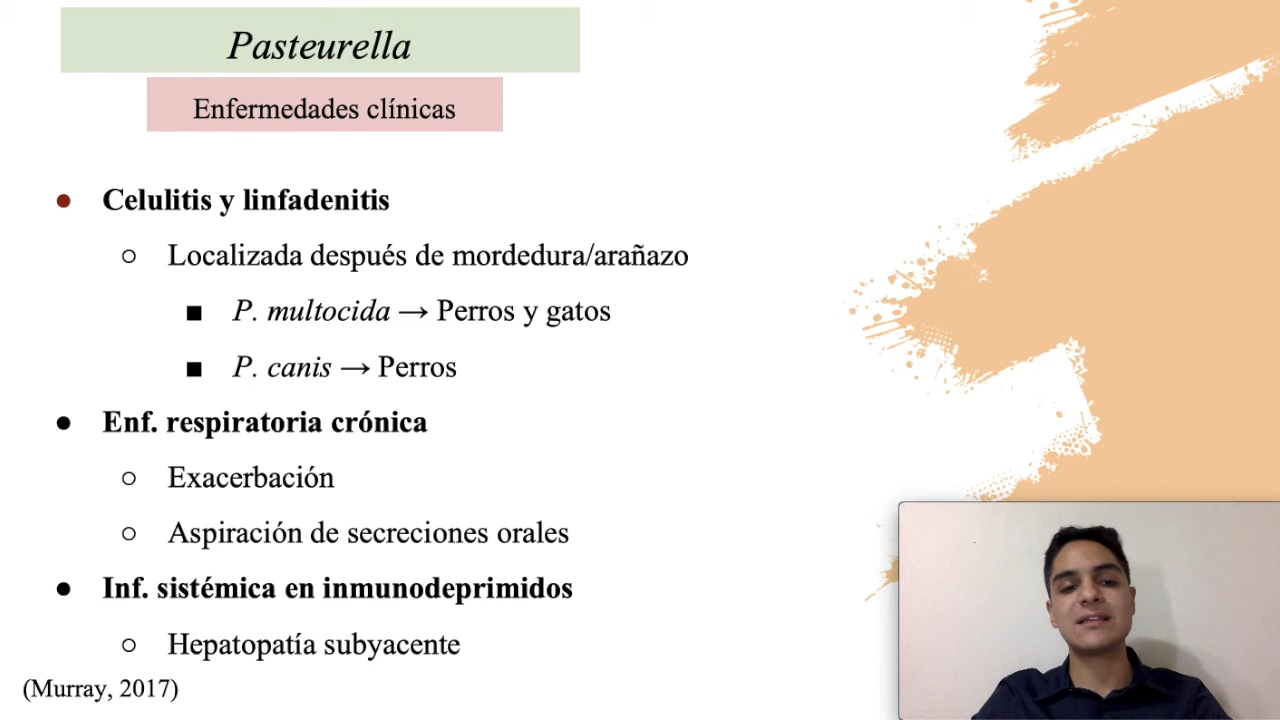 Pasteurella
Enfermedades clínicas
● Celulitis y linfadenitis
○ Localizada después de mordedura/arañazo
■ P. multocida → Perros y gatos
■ P. canis → Perros
● Enf. respiratoria crónica
○ Exacerbación
○ Aspiración de secreciones orales
● Inf. sistémica en inmunodeprimidos
○ Hepatopatía subyacente
(Murray, 2017)